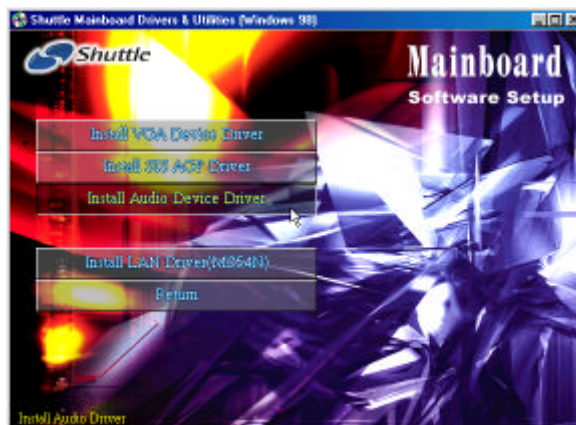 Shuttle Mainboard Drivers & Utilities (Windows 98)
Shuttle
Mainboard
Software Setup
Install VGA Device Driver
Install SIS AGP Driver
Install Audio Device Driver
Install LAN Driver(MS54N)
Return
Install Audio Driver